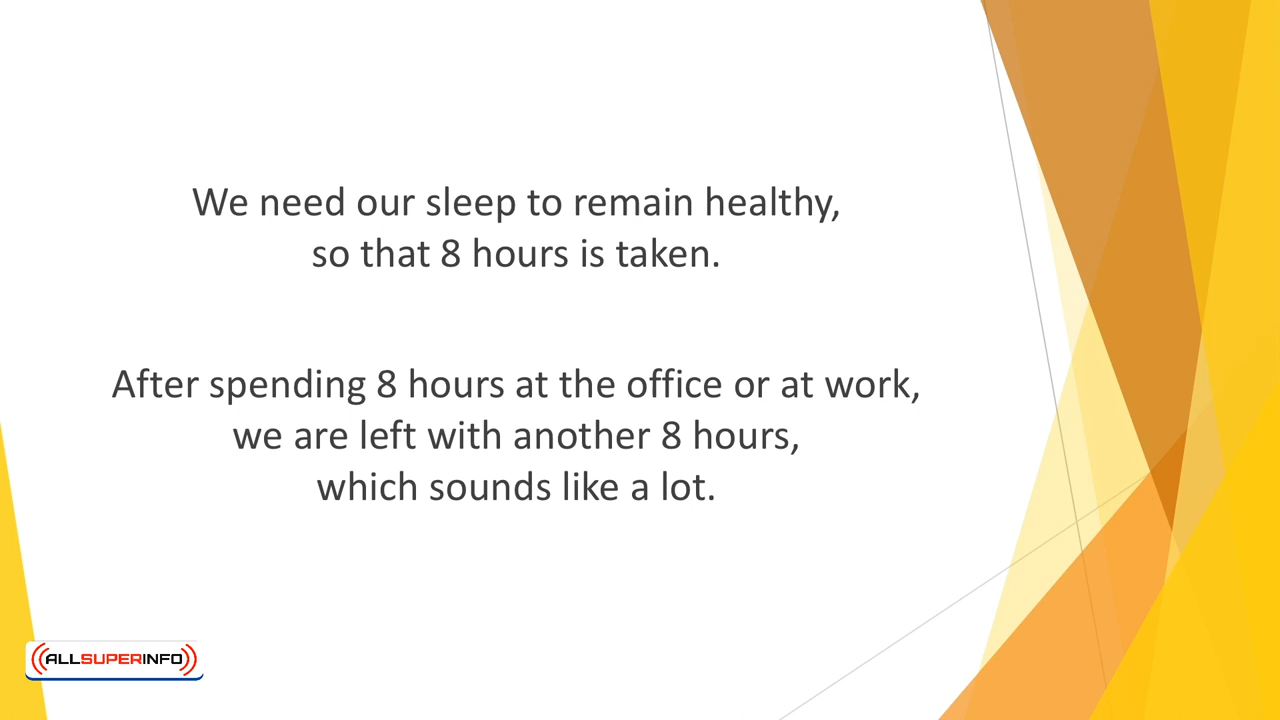 We need our sleep to remain healthy,
so that 8 hours is taken.
After spending 8 hours at the office or at work,
we are left with another 8 hours,
which sounds like a lot.
ALLSUPERINFO